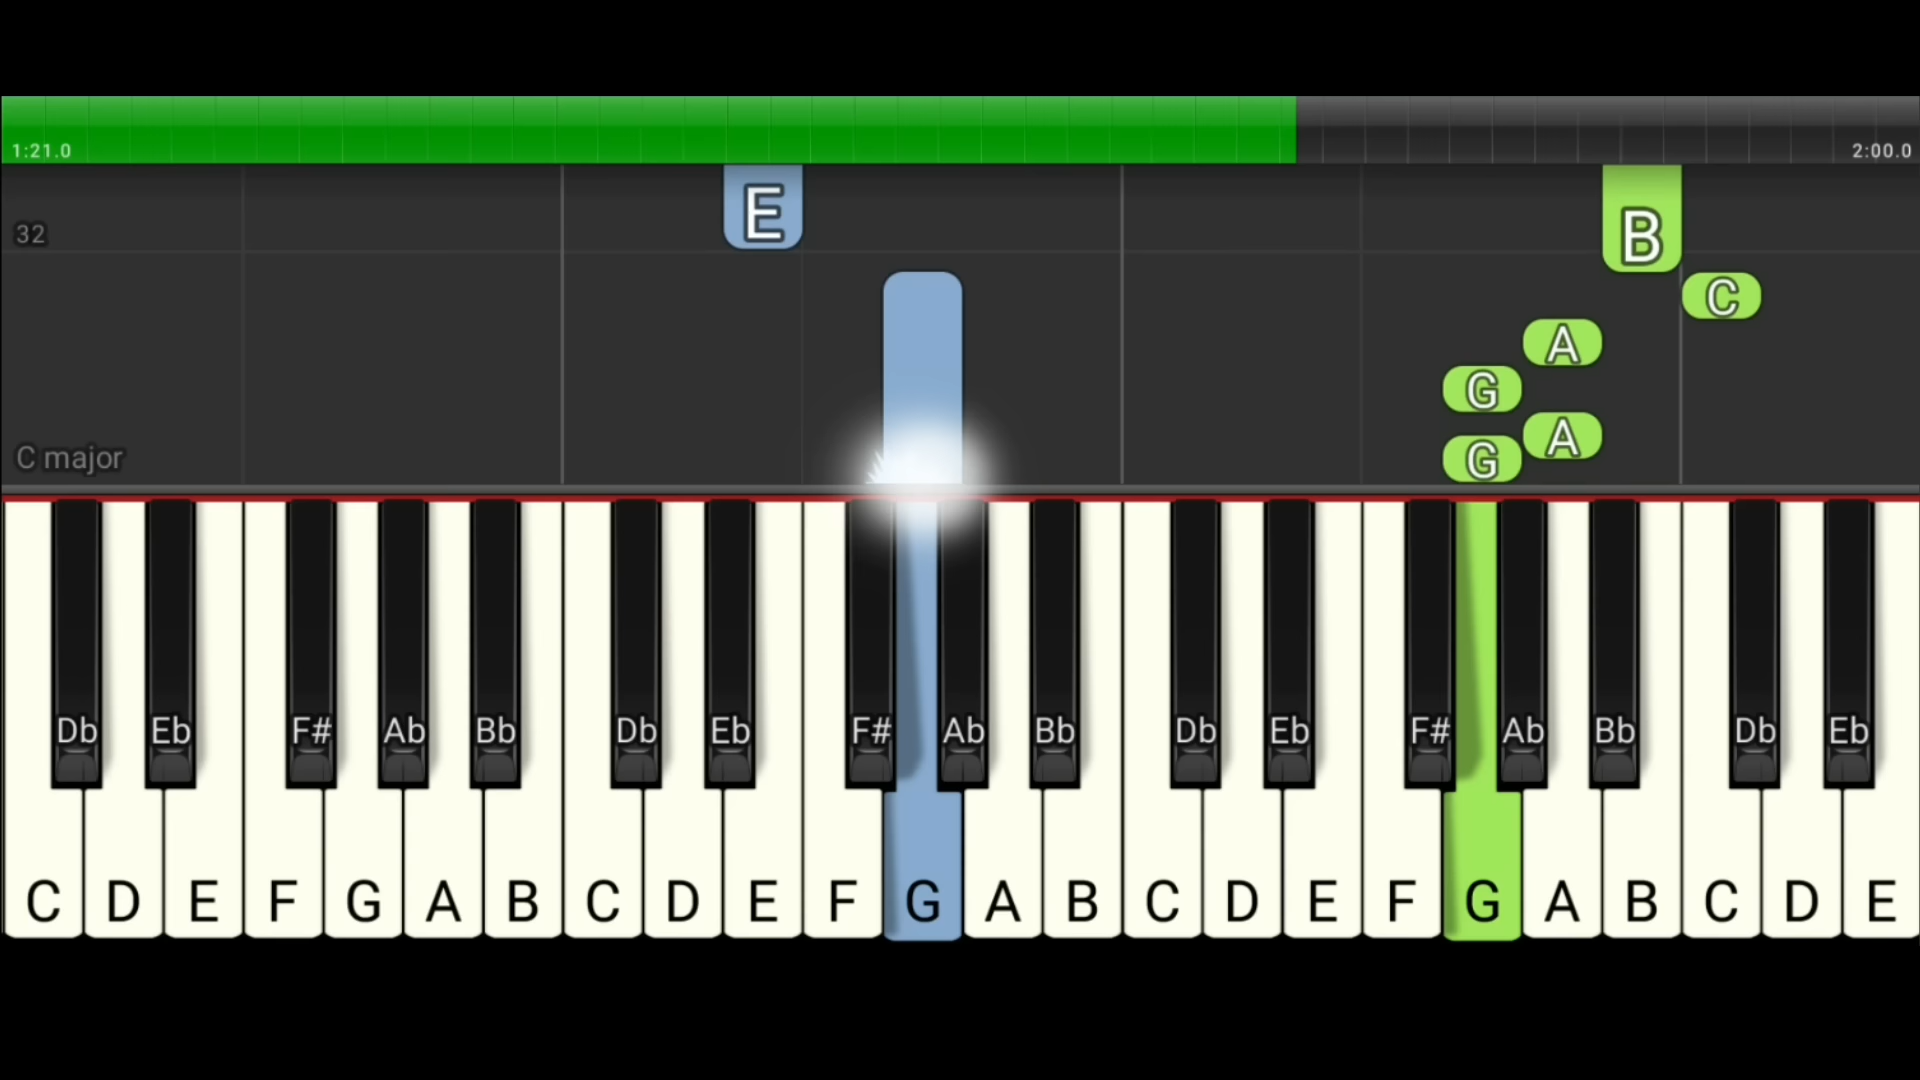 1:21.0 2:00.0
E B
32
C
A
G
A
C major G
Db Eb F# Ab Bb Db Eb F# Ab Bb Db Eb F# Ab Bb Db Eb
C D E F G A B C D E F G A B C D E F G A B C D E